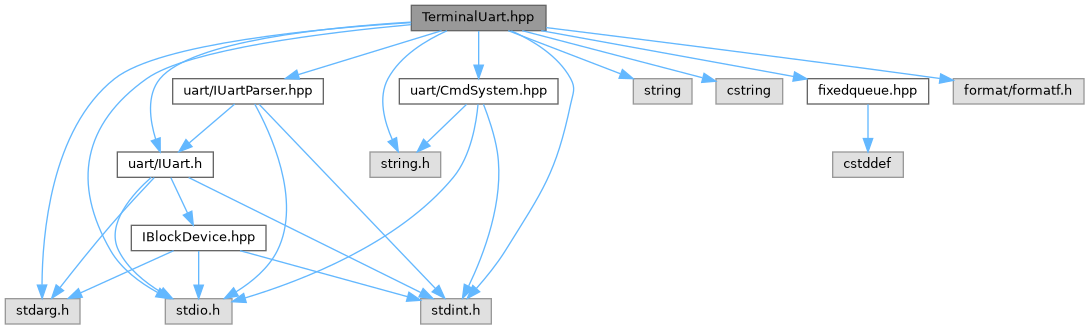 TerminalUart.hpp
uart/IUartParser.hpp
uart/CmdSystem.hpp
string
cstring
fixedqueue.hpp
format/formatf.h
uart/IUart.h
string.h
cstddef
IBlockDevice.hpp
stdarg.h
stdio.h
stdint.h